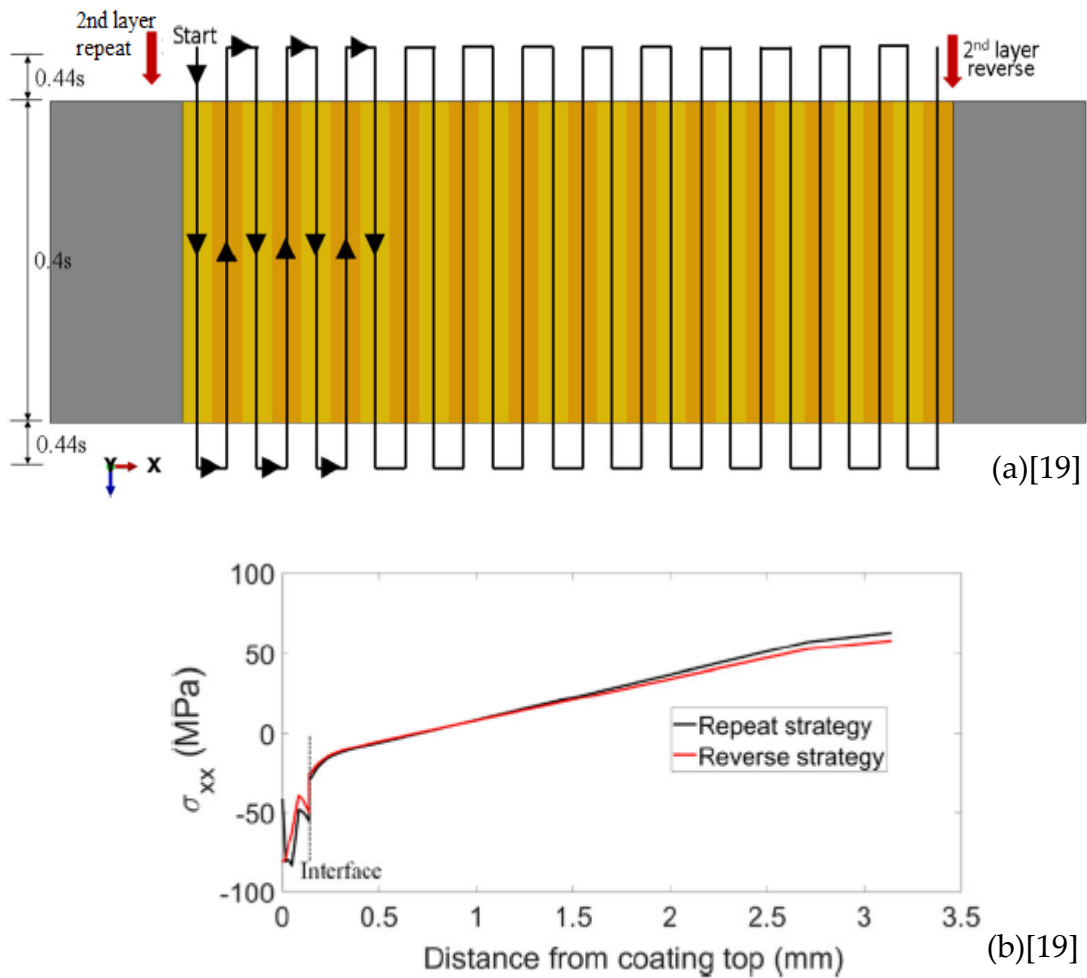 2nd layer
repeat
Start
2nd layer
reverse
0.44s
0.4s
0.44s
Y X
(a)[19]
100
50
0
-50
-100
σxx (MPa)
Repeat strategy
Reverse strategy
Interface
0 0.5 1 1.5 2 2.5 3 3.5
Distance from coating top (mm)
(b)[19]